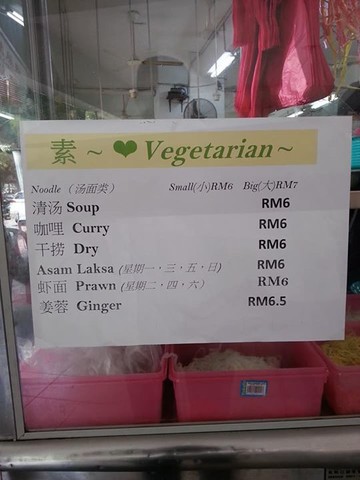 素 ~ ❤ Vegetarian ~
Noodle (汤面类) Small(小)RM6 Big(大)RM7
清汤 Soup RM6
咖哩 Curry RM6
干捞 Dry RM6
Asam Laksa (星期一,三,五,日) RM6
虾面 Prawn (星期二,四,六) RM6
姜蓉 Ginger RM6.5